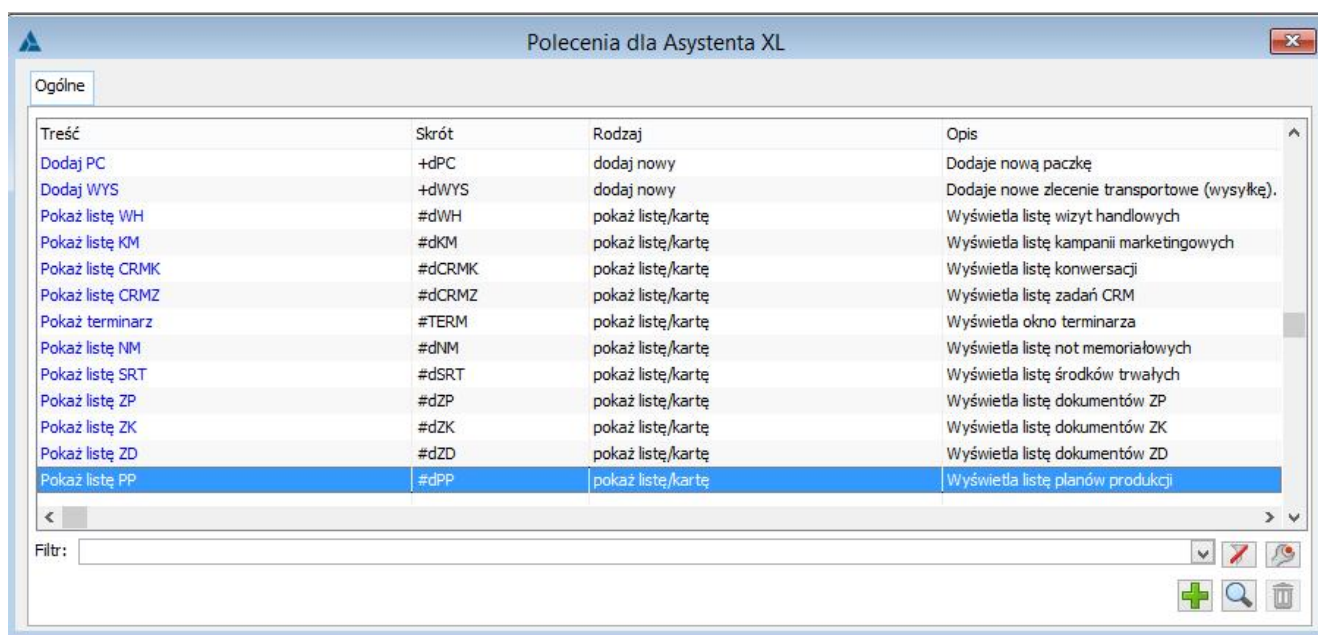 Polecenia dla Asystenta XL
Ogólne
Treść Skrót Rodzaj Opis
Dodaj PC +dPC dodaj nowy Dodaje nową paczkę
Dodaj WYS +dWYS dodaj nowy Dodaje nowe zlecenie transportowe (wysyłkę).
Pokaż listę WH #dWH pokaż listę/kartę Wyświetla listę wizyt handlowych
Pokaż listę KM #dKM pokaż listę/kartę Wyświetla listę kampanii marketingowych
Pokaż listę CRMK #dCRMK pokaż listę/kartę Wyświetla listę konwersacji
Pokaż listę CRMZ #dCRMZ pokaż listę/kartę Wyświetla listę zadań CRM
Pokaż terminarz #TERM pokaż listę/kartę Wyświetla okno terminarza
Pokaż listę NM #dNM pokaż listę/kartę Wyświetla listę not memoriałowych
Pokaż listę SRT #dSRT pokaż listę/kartę Wyświetla listę środków trwałych
Pokaż listę ZP #dZP pokaż listę/kartę Wyświetla listę dokumentów ZP
Pokaż listę ZK #dZK pokaż listę/kartę Wyświetla listę dokumentów ZK
Pokaż listę ZD #dZD pokaż listę/kartę Wyświetla listę dokumentów ZD
Pokaż listę PP #dPP pokaż listę/kartę Wyświetla listę planów produkcji
Filtr: